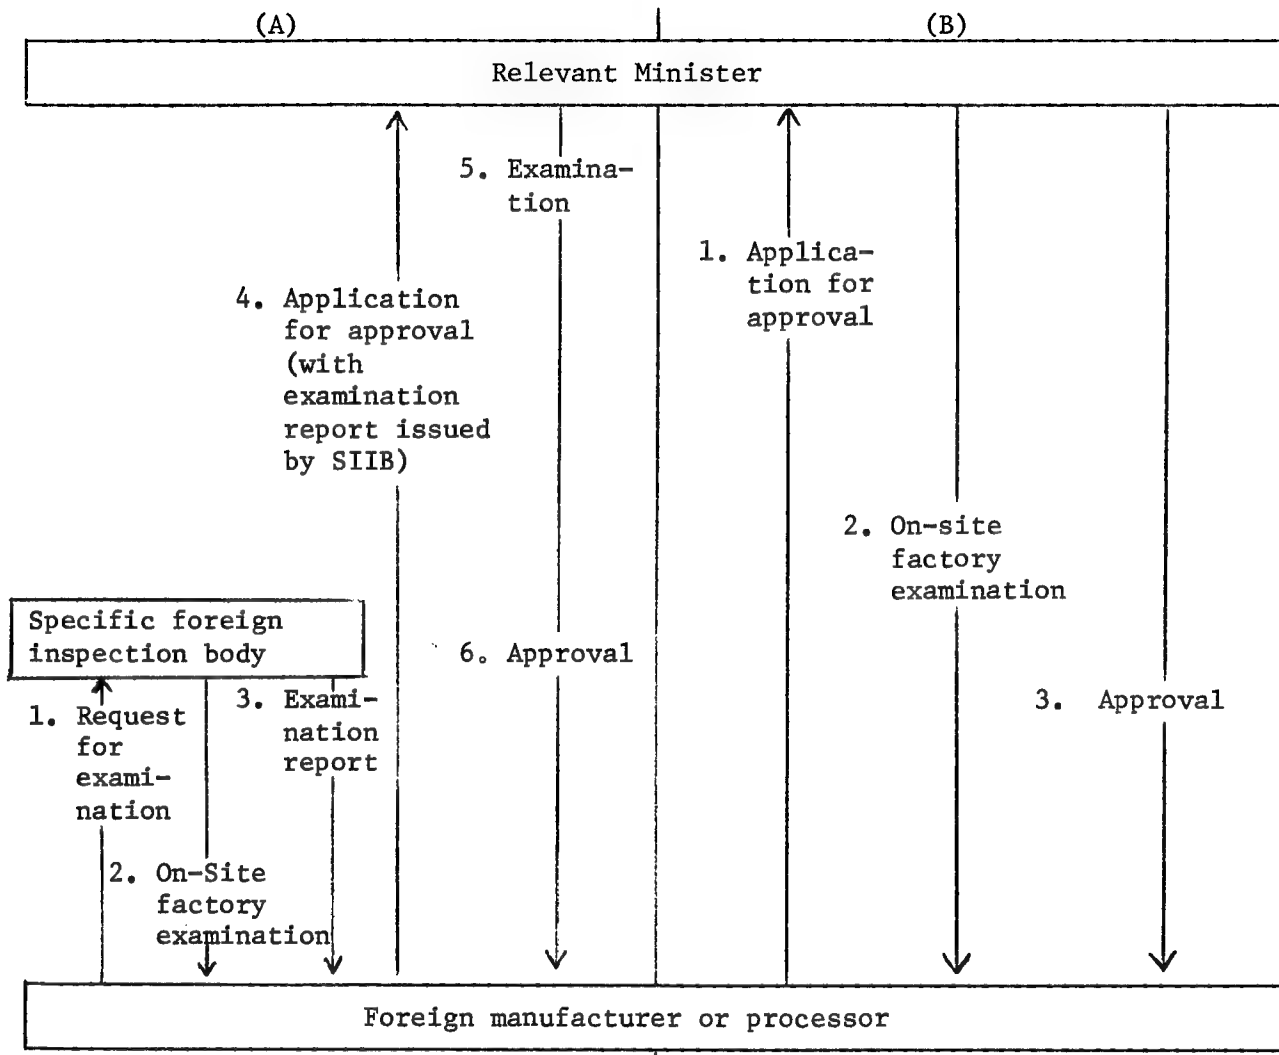 (A)
(B)
Relevant Minister
5. Examina-
tion
1. Applica-
tion for
approval
4. Application
for approval
(with
examination
report issued
by SIIB)
2. On-site
factory
examination
Specific foreign
inspection body
6. Approval
3. Approval
1. Request
for
exami-
nation
3. Exami-
nation
report
2. On-Site
factory
examination
Foreign manufacturer or processor